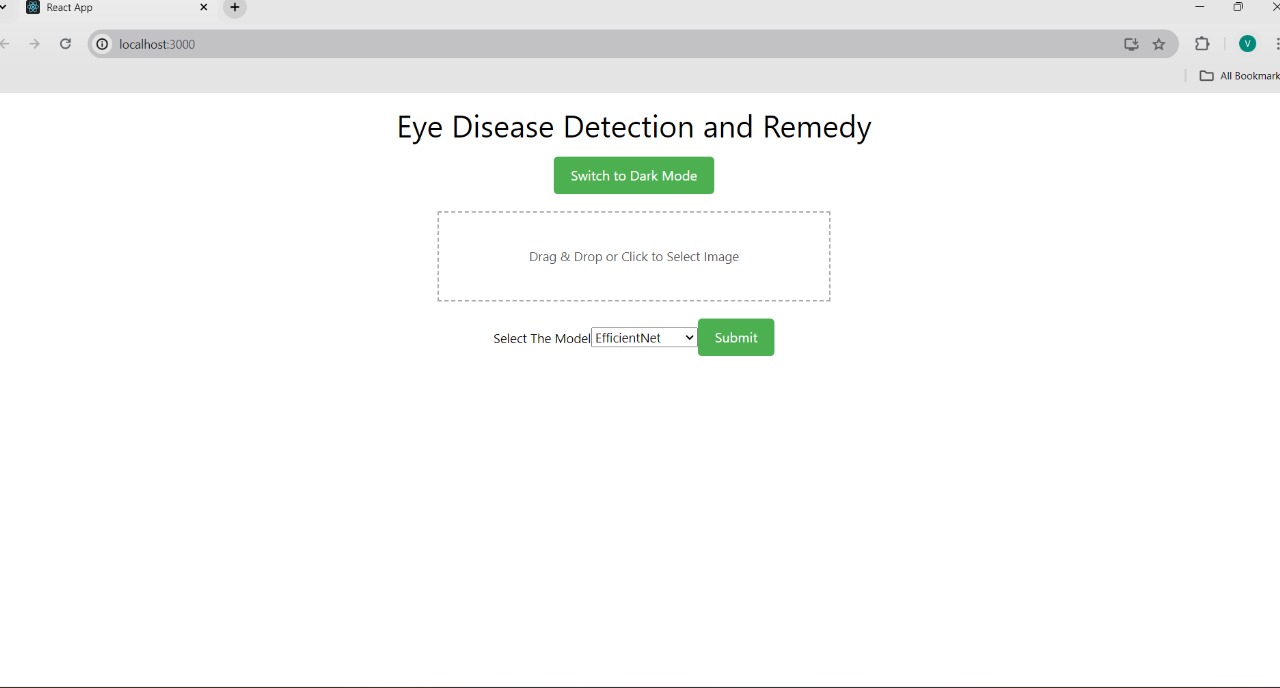 React App
localhost:3000
V
All Bookmark
Eye Disease Detection and Remedy
Switch to Dark Mode
Drag & Drop or Click to Select Image
Select The Model EfficientNet Submit